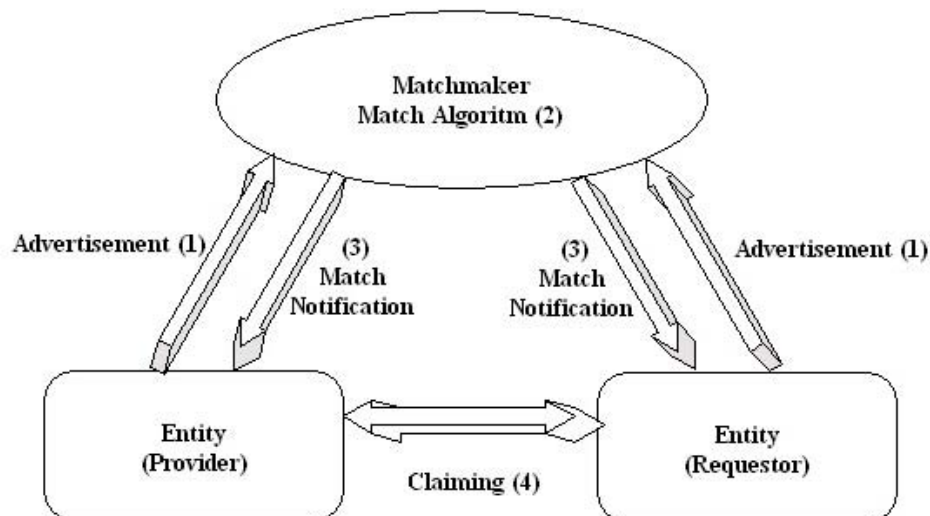 Matchmaker
Match Algoritm (2)
Advertisement (1)
(3)
Match
Notification
(3)
Match
Notification
Advertisement (1)
Entity
(Provider)
Claiming (4)
Entity
(Requestor)